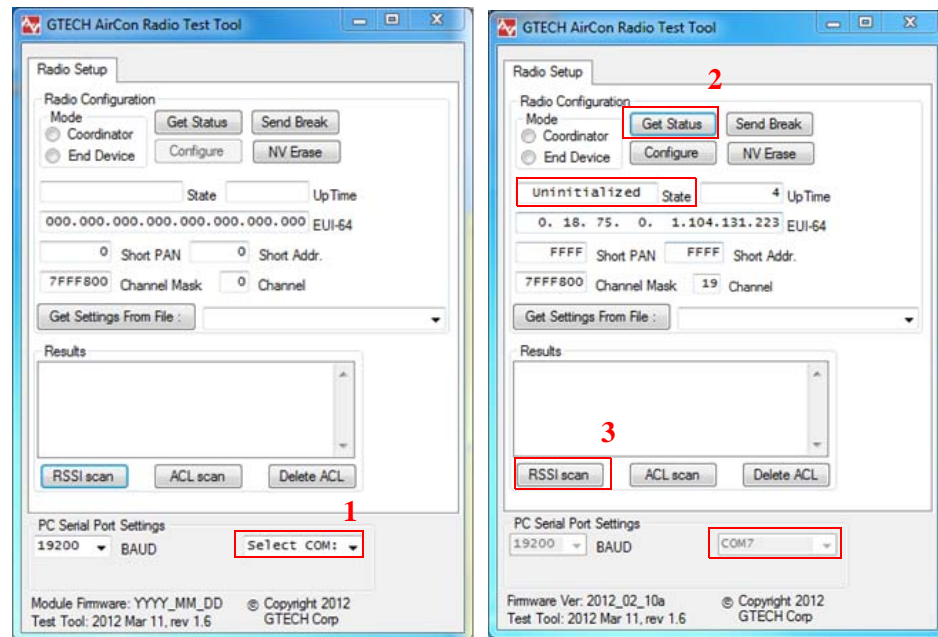 GTECH AirCon Radio Test Tool
Radio Setup
Radio Configuration
Mode
Coordinator
End Device
Get Status
Send Break
Configure
NV Erase
State
UpTime
000.000.000.000.000.000.000.000 EUI-64
0 Short PAN 0 Short Addr.
7FFF800 Channel Mask 0 Channel
Get Settings From File :
Results
RSSI scan ACL scan Delete ACL
1
PC Serial Port Settings
19200 BAUD Select COM:
Module Firmware: YYYY_MM_DD © Copyright 2012
Test Tool: 2012 Mar 11, rev 1.6 GTECH Corp
GTECH AirCon Radio Test Tool
Radio Setup
2
Radio Configuration
Mode
Coordinator
End Device
Get Status
Send Break
Configure
NV Erase
Uninitialized State 4 UpTime
0. 18. 75. 0. 1.104.131.223 EUI-64
FFFF Short PAN FFFF Short Addr.
7FFF800 Channel Mask 19 Channel
Get Settings From File :
Results
3
RSSI scan ACL scan Delete ACL
PC Serial Port Settings
19200 BAUD COM7
Firmware Ver: 2012_02_10a © Copyright 2012
Test Tool: 2012 Mar 11, rev 1.6 GTECH Corp